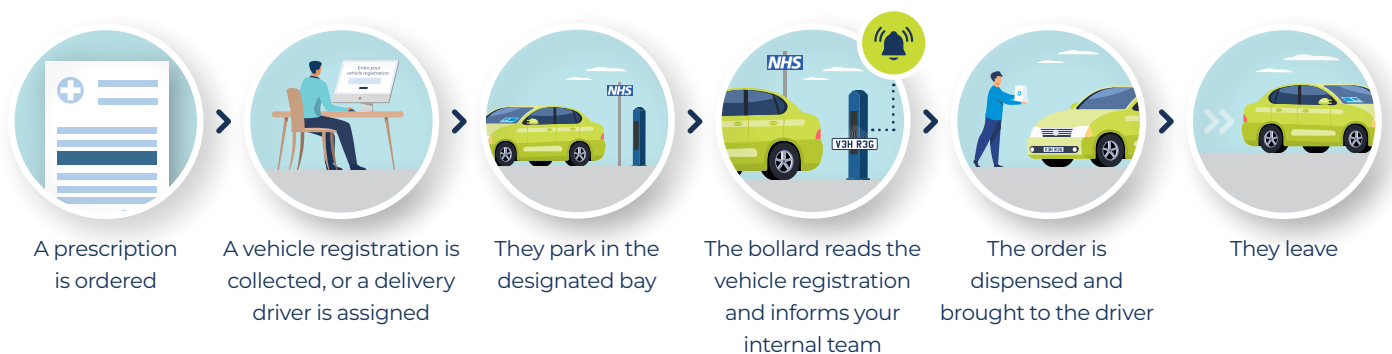 Enter your
vehicle registration
NHS
NHS
V3H R3G
V3H R3G
A prescription
is ordered
A vehicle registration is
collected, or a delivery
driver is assigned
They park in the
designated bay
The bollard reads the
vehicle registration
and informs your
internal team
The order is
dispensed and
brought to the driver
They leave